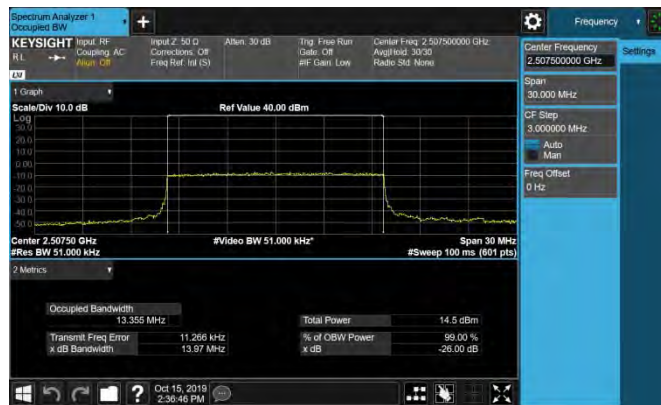 Spectrum Analyzer 1
Occupied BW
+
Frequency
KEYSIGHT
RL
LXI
Input: RF
Coupling: AC
Align: Off
Input Z: 50 Ω
Corrections: Off
Freq Ref: Int (S)
Atten: 30 dB
Trig: Free Run
Gate: Off
#IF Gain: Low
Center Freq: 2.507500000 GHz
Avg|Hold: 30/30
Radio Std: None
Center Frequency
2.507500000 GHz
Settings
Span
30.000 MHz
CF Step
3.000000 MHz
Auto
Man
Freq Offset
0 Hz
1 Graph
Scale/Div 10.0 dB
Ref Value 40.00 dBm
Log
30.0
20.0
10.0
0.00
-10.0
-20.0
-30.0
-40.0
-50.0
Center 2.50750 GHz
#Video BW 51.000 kHz*
Span 30 MHz
#Res BW 51.000 kHz
#Sweep 100 ms (601 pts)
2 Metrics
Occupied Bandwidth
13.355 MHz
Total Power
14.5 dBm
Transmit Freq Error
11.266 kHz
% of OBW Power
99.00 %
x dB Bandwidth
13.97 MHz
x dB
-26.00 dB
?
Oct 15, 2019
2:36:46 PM